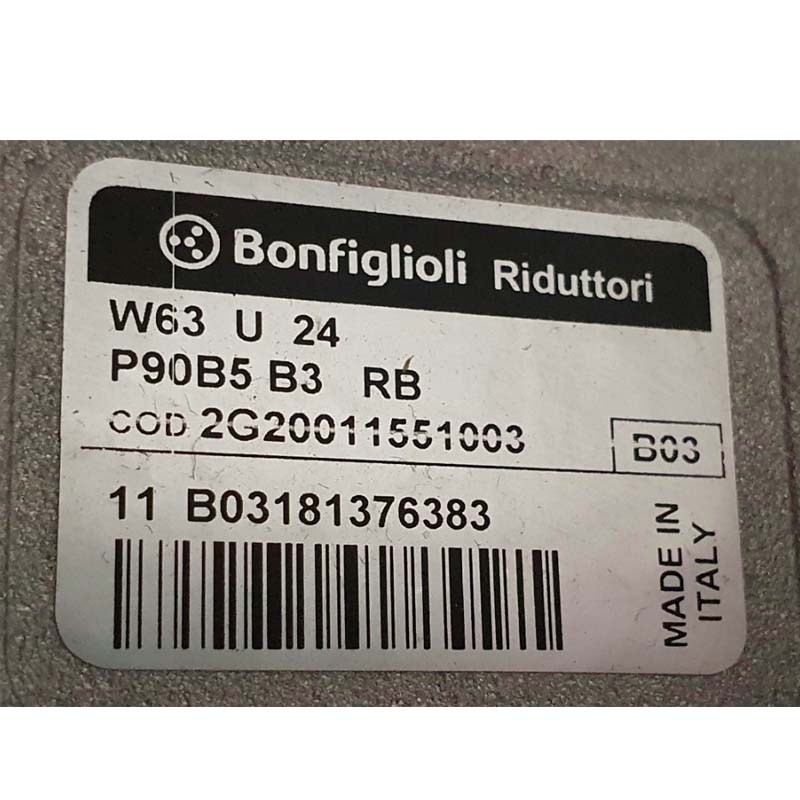 Bonfiglioli Riduttori
W63 U 24
P90B5 B3 RB
COD 2G20011551003
B03
11 B03181376383
MADE IN
ITALY